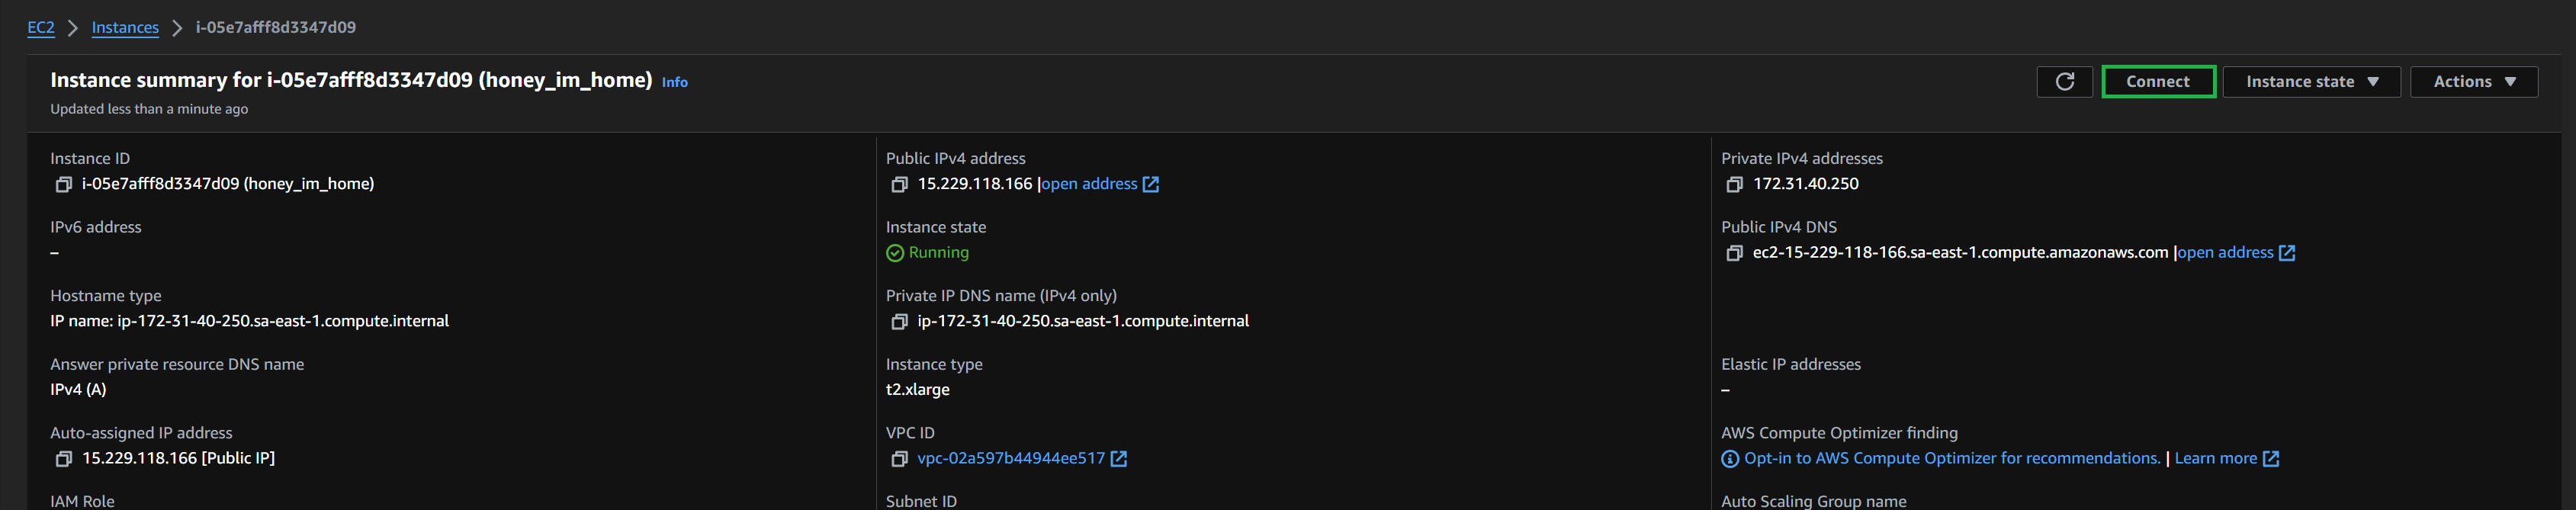 EC2 > Instances > i-05e7afff8d3347d09
Instance summary for i-05e7afff8d3347d09 (honey_im_home) Info
Updated less than a minute ago
Connect
Instance state
Actions
Instance ID
i-05e7afff8d3347d09 (honey_im_home)
Public IPv4 address
15.229.118.166 |open address
Private IPv4 addresses
172.31.40.250
IPv6 address
–
Instance state
Running
Public IPv4 DNS
ec2-15-229-118-166.sa-east-1.compute.amazonaws.com |open address
Hostname type
IP name: ip-172-31-40-250.sa-east-1.compute.internal
Private IP DNS name (IPv4 only)
ip-172-31-40-250.sa-east-1.compute.internal
Answer private resource DNS name
IPv4 (A)
Instance type
t2.xlarge
Elastic IP addresses
–
Auto-assigned IP address
15.229.118.166 [Public IP]
VPC ID
vpc-02a597b44944ee517
AWS Compute Optimizer finding
Opt-in to AWS Compute Optimizer for recommendations. | Learn more
IAM Role
Subnet ID
Auto Scaling Group name